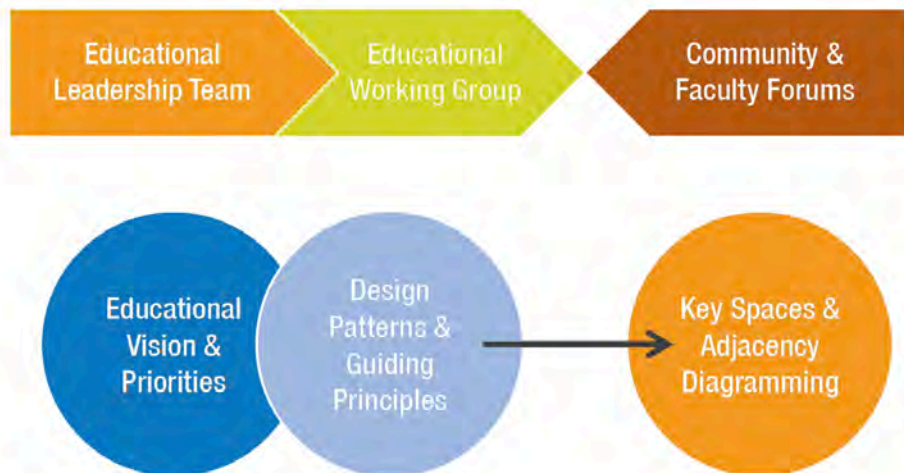 Educational
Leadership Team
Educational
Working Group
Community &
Faculty Forums
Educational
Vision &
Priorities
Design
Patterns &
Guiding
Principles
Key Spaces &
Adjacency
Diagramming